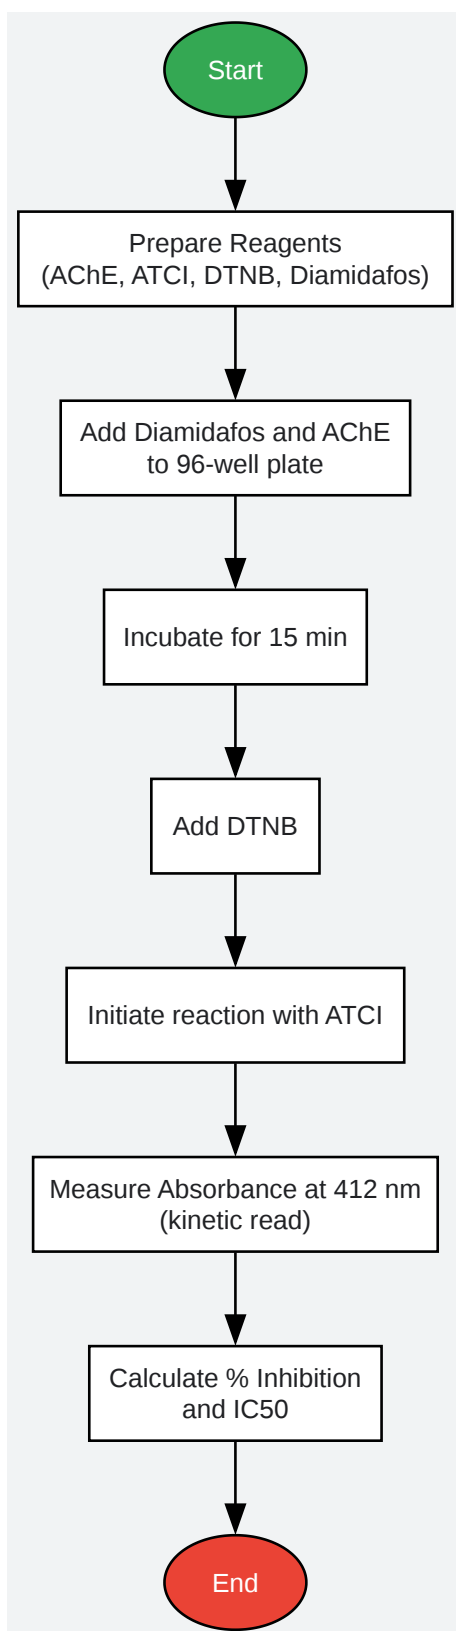 Start
Prepare Reagents
(AChE, ATCI, DTNB, Diamidafos)
Add Diamidafos and AChE
to 96-well plate
Incubate for 15 min
Add DTNB
Initiate reaction with ATCI
Measure Absorbance at 412 nm
(kinetic read)
Calculate % Inhibition
and IC50
End